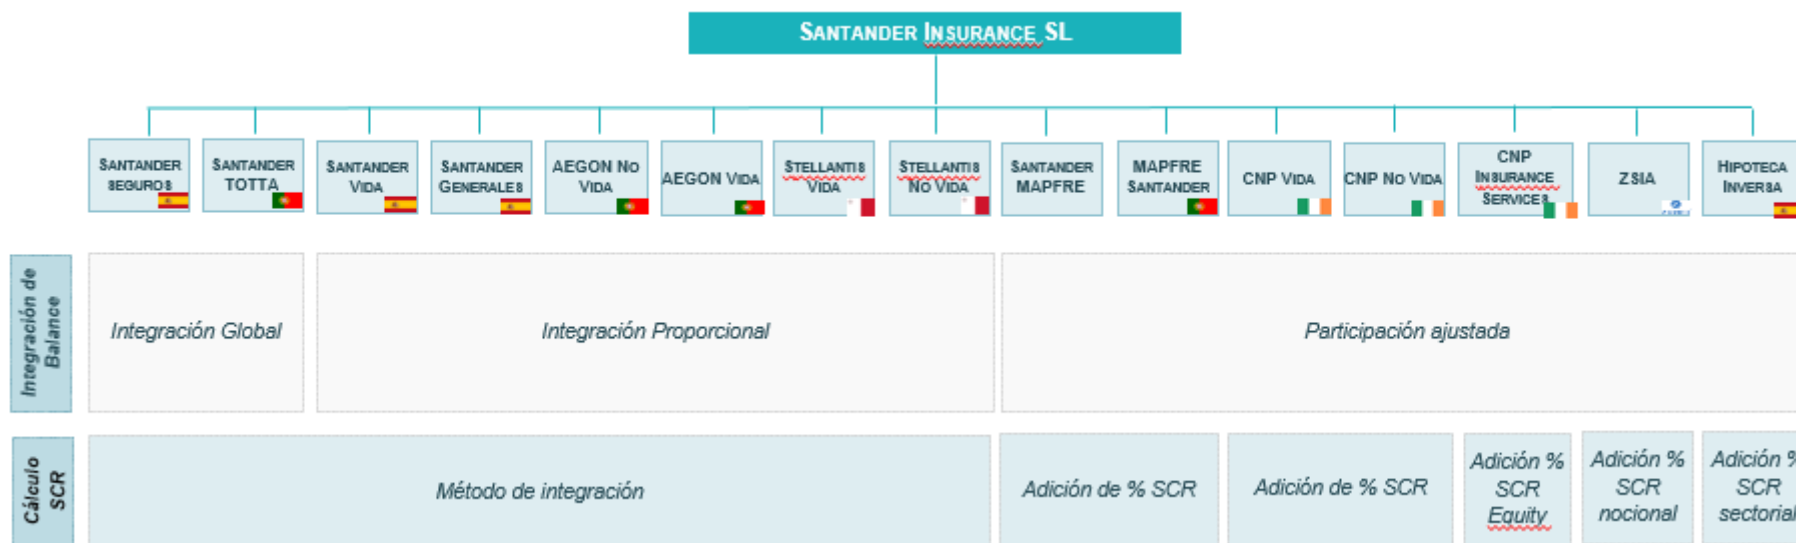 SANTANDER INSURANCE SL
SANTANDER
SEGUROS
SANTANDER
TOTTA
SANTANDER
VIDA
SANTANDER
GENERALES
AEGON NO
VIDA
AEGON VIDA
STELLANTIS
VIDA
STELLANTIS
NO VIDA
SANTANDER
MAPFRE
MAPFRE
SANTANDER
CNP VIDA
CNP NO VIDA
CNP
INSURANCE
SERVICES
ZSIA
HIPOTECA
INVERSA
Integración de
Balance
Integración Global
Integración Proporcional
Participación ajustada
Cálculo
SCR
Método de integración
Adición de % SCR
Adición de % SCR
Adición %
SCR
Equity
Adición %
SCR
nocional
Adición %
SCR
sectorial